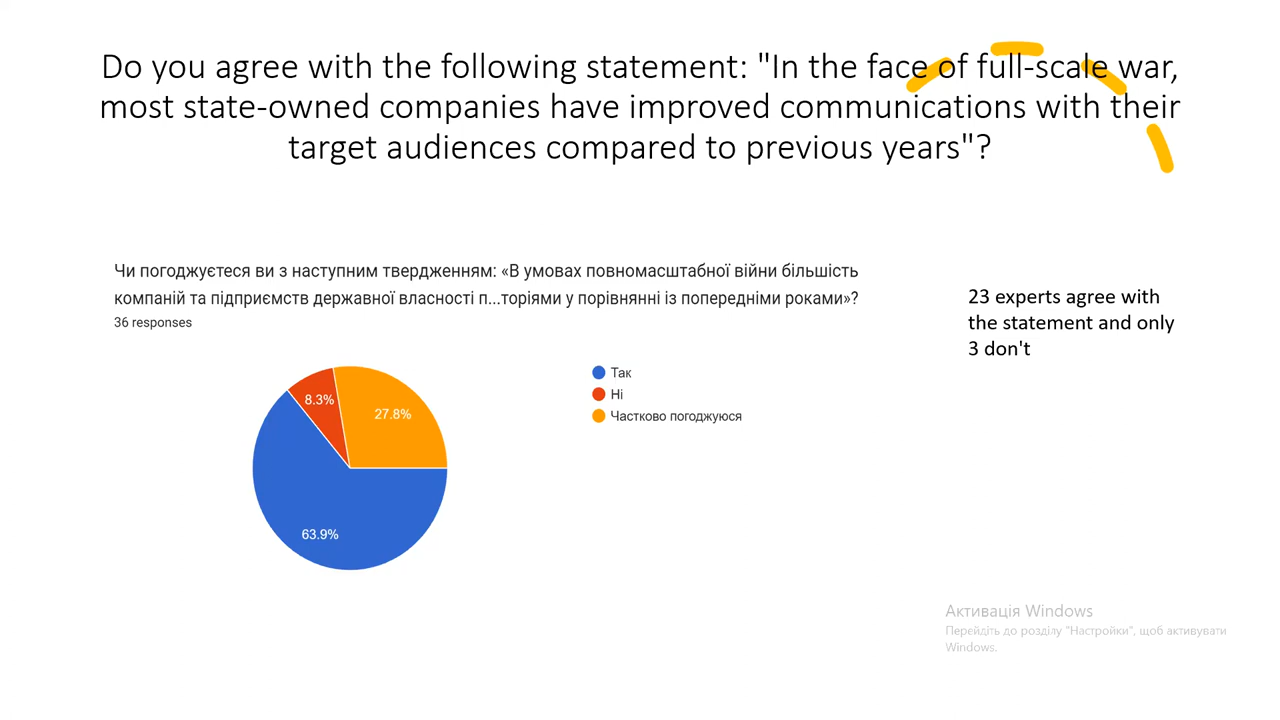 Do you agree with the following statement: "In the face of full-scale war,
most state-owned companies have improved communications with their
target audiences compared to previous years"?
Чи погоджуєтеся ви з наступним твердженням: «В умовах повномасштабної війни більшість
компаній та підприємств державної власності п...торіями у порівнянні із попередніми роками»?
36 responses
23 experts agree with
the statement and only
3 don't
Так
Ні
Частково погоджуюся
8.3%
27.8%
63.9%
Активація Windows
Перейдіть до розділу "Настройки", щоб активувати
Windows.